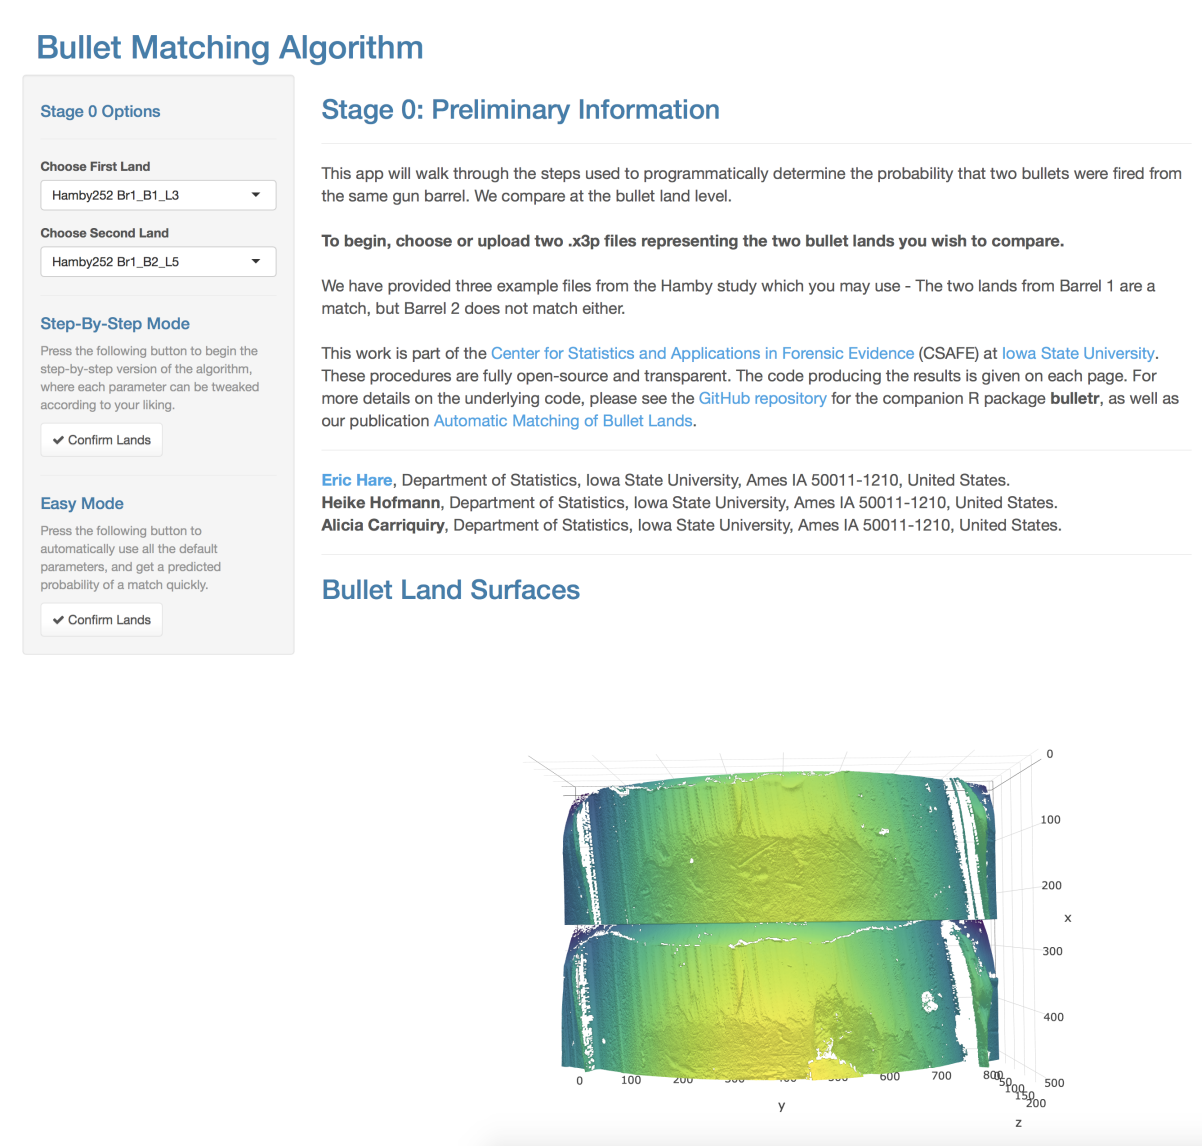 Bullet Matching Algorithm
Stage 0 Options
Choose First Land
Hamby252 Br1_B1_L3
Choose Second Land
Hamby252 Br1_B2_L5
Step-By-Step Mode
Press the following button to begin the
step-by-step version of the algorithm,
where each parameter can be tweaked
according to your liking.
Confirm Lands
Easy Mode
Press the following button to
automatically use all the default
parameters, and get a predicted
probability of a match quickly.
Confirm Lands
Stage 0: Preliminary Information
This app will walk through the steps used to programmatically determine the probability that two bullets were fired from
the same gun barrel. We compare at the bullet land level.
To begin, choose or upload two .x3p files representing the two bullet lands you wish to compare.
We have provided three example files from the Hamby study which you may use - The two lands from Barrel 1 are a
match, but Barrel 2 does not match either.
This work is part of the Center for Statistics and Applications in Forensic Evidence (CSAFE) at Iowa State University.
These procedures are fully open-source and transparent. The code producing the results is given on each page. For
more details on the underlying code, please see the GitHub repository for the companion R package bulletr, as well as
our publication Automatic Matching of Bullet Lands.
Eric Hare, Department of Statistics, Iowa State University, Ames IA 50011-1210, United States.
Heike Hofmann, Department of Statistics, Iowa State University, Ames IA 50011-1210, United States.
Alicia Carriquiry, Department of Statistics, Iowa State University, Ames IA 50011-1210, United States.
Bullet Land Surfaces
0
100
200
x
300
400
500
0 100 200 600 700 800
y
0
50
100
150
200
z